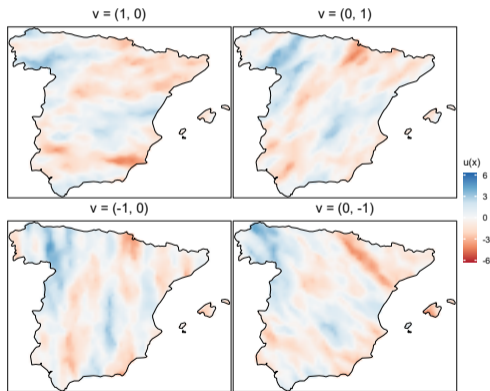 v = (1, 0)
v = (0, 1)
u(x)
6
3
0
-3
-6
v = (-1, 0)
v = (0, -1)